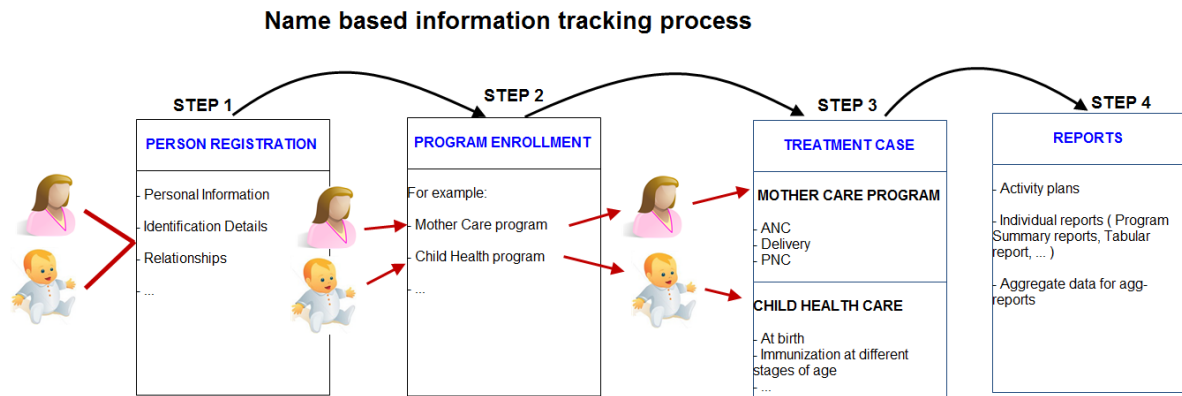 Name based information tracking process
STEP 1
PERSON REGISTRATION
- Personal Information
- Identification Details
- Relationships
- ...
STEP 2
PROGRAM ENROLLMENT
For example:
- Mother Care program
- Child Health program
- ...
STEP 3
TREATMENT CASE
MOTHER CARE PROGRAM
- ANC
- Delivery
- PNC
CHILD HEALTH CARE
- At birth
- Immunization at different
stages of age
- ...
STEP 4
REPORTS
- Activity plans
- Individual reports ( Program
Summary reports, Tabular
report, ... )
- Aggregate data for agg-
reports